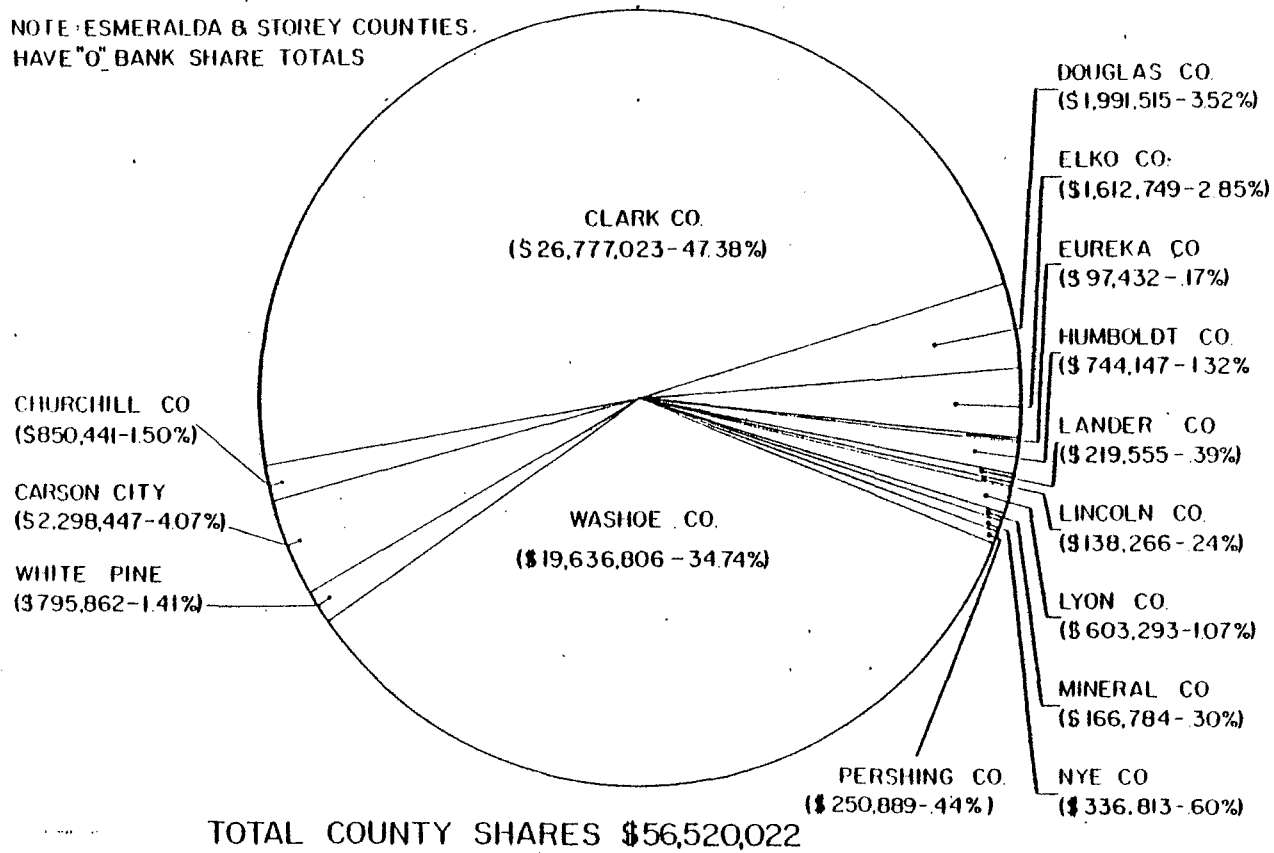 NOTE: ESMERALDA & STOREY COUNTIES.
HAVE "O" BANK SHARE TOTALS
CLARK CO.
($26,777,023-47.38%)
DOUGLAS CO.
($1,991,515-3.52%)
ELKO CO.
($1,612,749-2.85%)
EUREKA CO
($97,432-.17%)
HUMBOLDT CO.
($744,147-1.32%
LANDER CO
($219,555-.39%)
LINCOLN CO.
($138,266-.24%)
LYON CO.
($603,293-1.07%)
MINERAL CO
($166,784-.30%)
NYE CO
($336.813-.60%)
PERSHING CO.
($250,889-.44%)
WASHOE CO.
($19,636,806-34.74%)
CHURCHILL CO
($850,441-1.50%)
CARSON CITY
($2,298,447-4.07%)
WHITE PINE
($795,862-1.41%)
TOTAL COUNTY SHARES $56,520,022